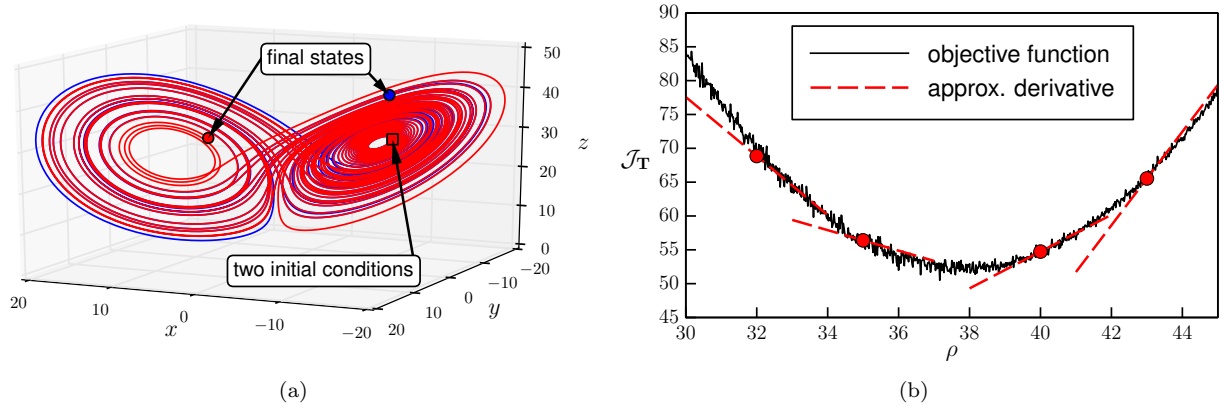 final states
two initial conditions
50
40
30
20
10
0
z
20
10
0
−10
−20
x
20
10
0
−10
−20
y
(a)
90
85
80
75
70
65
60
55
50
45
𝒥_T
objective function
approx. derivative
30 32 34 36 38 40 42 44
ρ
(b)